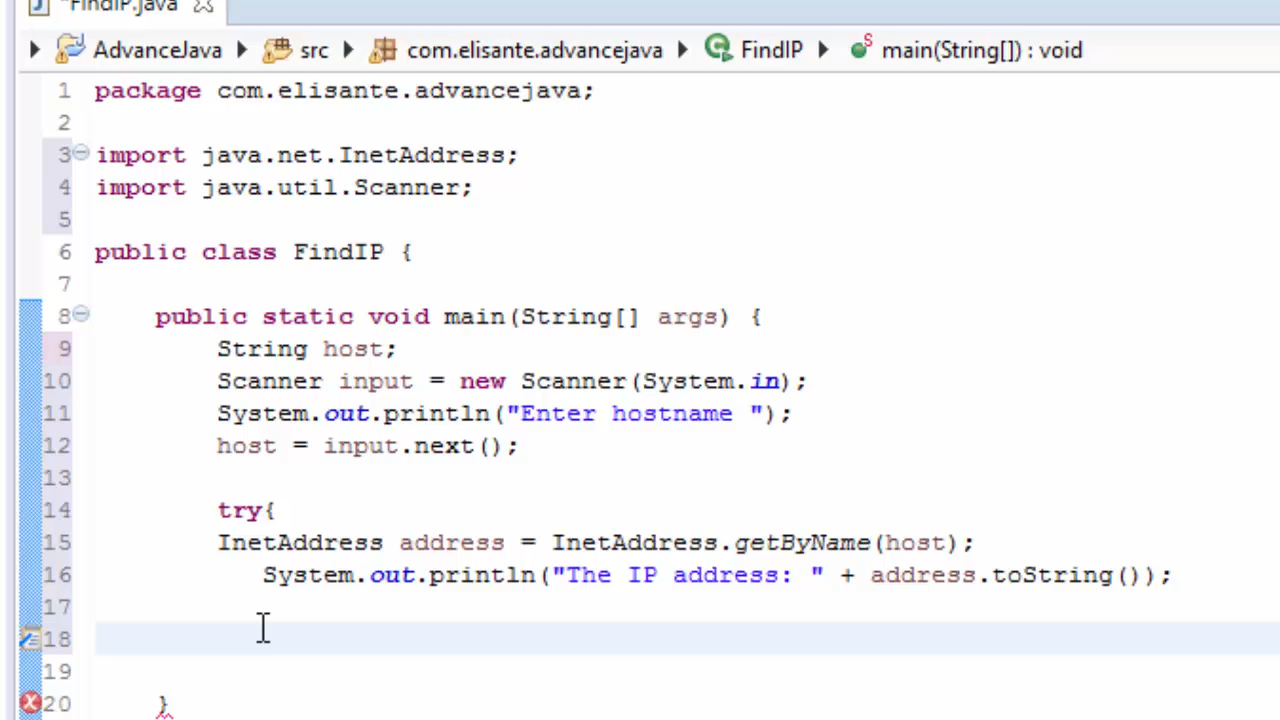 *FindIP.java
AdvanceJava src com.elisante.advancejava FindIP main(String[]) : void
1 package com.elisante.advancejava;
2
3 import java.net.InetAddress;
4 import java.util.Scanner;
5
6 public class FindIP {
7
8 public static void main(String[] args) {
9 String host;
10 Scanner input = new Scanner(System.in);
11 System.out.println("Enter hostname ");
12 host = input.next();
13
14 try{
15 InetAddress address = InetAddress.getByName(host);
16 System.out.println("The IP address: " + address.toString());
17
18
19
20 }